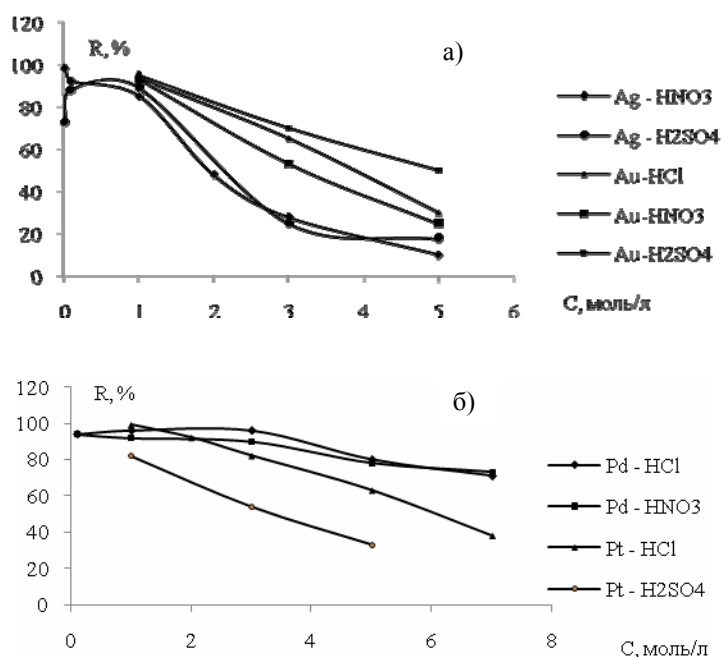 120
R, %
а)
100
80
60
40
20
0
0 1 2 3 4 5 6
С, моль/л
Ag - HNO3
Ag - H2SO4
Au-HCl
Au-HNO3
Au-H2SO4
120
R, %
б)
100
80
60
40
20
0
0 2 4 6 8
С, моль/л
Pd - HCl
Pd - HNO3
Pt - HCl
Pt - H2SO4